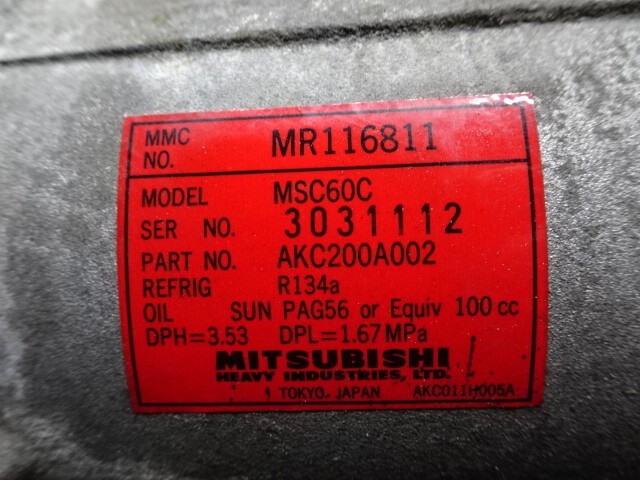 MMC NO. MR116811
MODEL MSC60C
SER NO. 3031112
PART NO. AKC200A002
REFRIG R134a
OIL SUN PAG56 or Equiv 100 cc
DPH=3.53 DPL=1.67 MPa
MITSUBISHI
HEAVY INDUSTRIES, LTD.
TOKYO JAPAN AKC011H005A